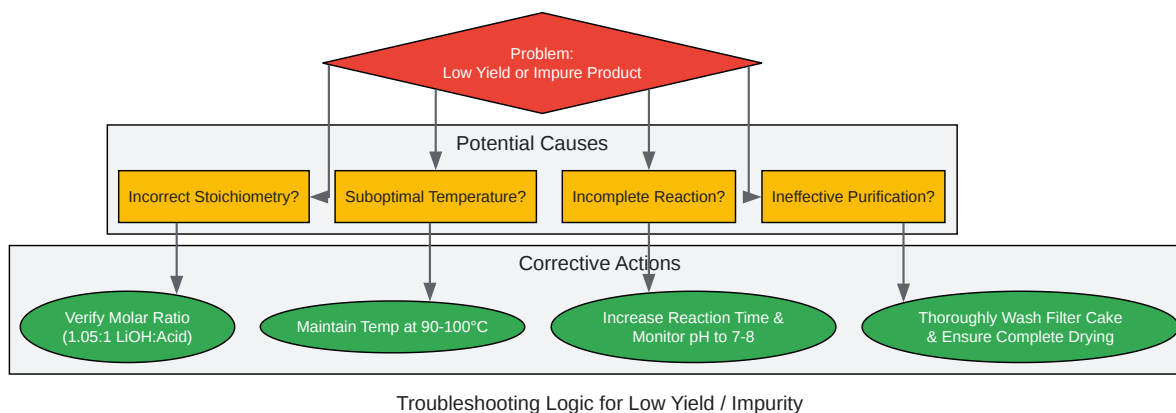 Problem:
Low Yield or Impure Product
Potential Causes
Incorrect Stoichiometry?
Suboptimal Temperature?
Incomplete Reaction?
Ineffective Purification?
Corrective Actions
Verify Molar Ratio
(1.05:1 LiOH:Acid)
Maintain Temp at 90-100°C
Increase Reaction Time &
Monitor pH to 7-8
Thoroughly Wash Filter Cake
& Ensure Complete Drying
Troubleshooting Logic for Low Yield / Impurity